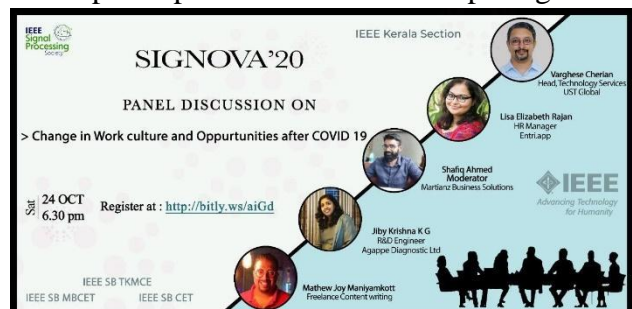 IEEE
Signal
Processing
Society
IEEE Kerala Section
SIGNOVA'20
PANEL DISCUSSION ON
> Change in Work culture and Oppurtunities after COVID 19
Sat
24 OCT
6.30 pm
Register at : http://bitly.ws/aiGd
Varghese Cherian
Head, Technology Services
UST Global
Lisa Elizabeth Rajan
HR Manager
Entri.app
Shafiq Ahmed
Moderator
Martianz Business Solutions
Jiby Krishna K G
R&D Engineer
Agappe Diagnostic Ltd
Mathew Joy Maniyamkott
Freelance Content writing
IEEE
Advancing Technology
for Humanity
IEEE SB TKMCE
IEEE SB MBCET
IEEE SB CET